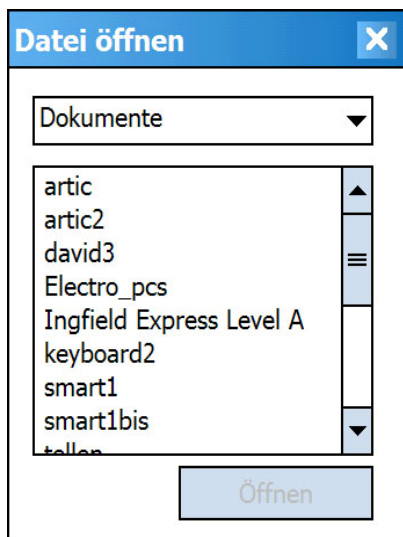 Datei öffnen
Dokumente
artic
artic2
david3
Electro_pcs
Ingfield Express Level A
keyboard2
smart1
smart1bis
Öffnen